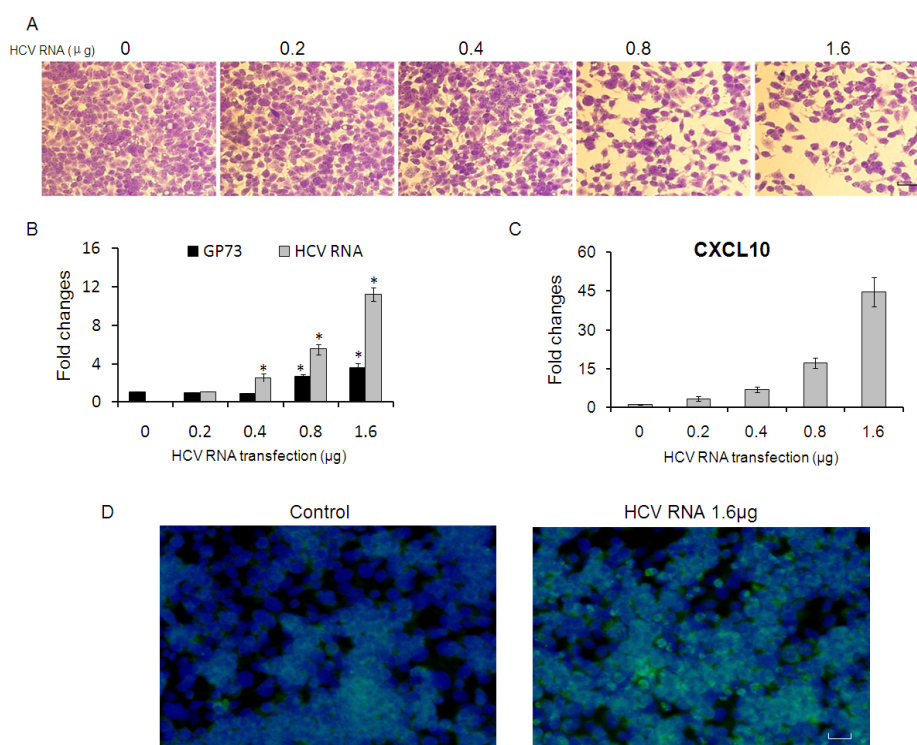 A
HCV RNA (μg) 0 0.2 0.4 0.8 1.6
B
GP73 HCV RNA
Fold changes
16
12
8
4
0
* * * * *
0 0.2 0.4 0.8 1.6
HCV RNA transfection (μg)
C
CXCL10
Fold changes
60
45
30
15
0
0 0.2 0.4 0.8 1.6
HCV RNA transfection (μg)
D
Control HCV RNA 1.6μg